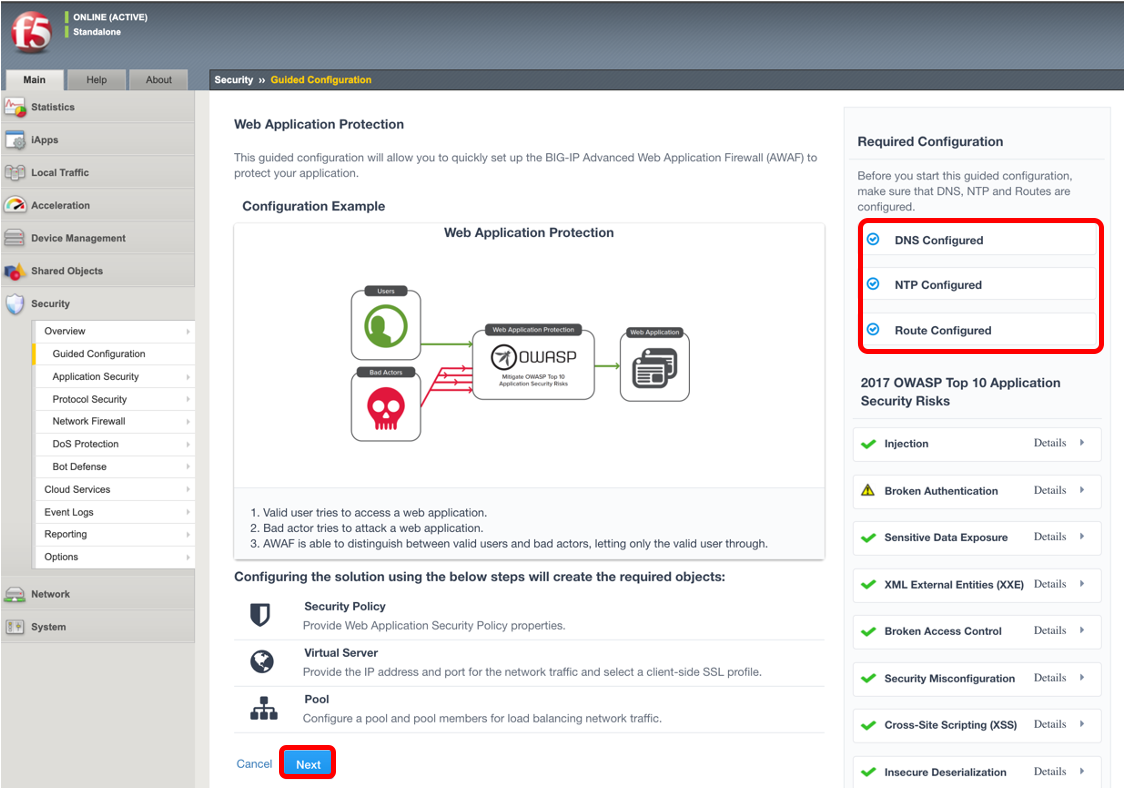 f5
ONLINE (ACTIVE)
Standalone
Main
Help
About
Security »» Guided Configuration
Statistics
iApps
Local Traffic
Acceleration
Device Management
Shared Objects
Security
Overview
Guided Configuration
Application Security
Protocol Security
Network Firewall
DoS Protection
Bot Defense
Cloud Services
Event Logs
Reporting
Options
Network
System
Web Application Protection
This guided configuration will allow you to quickly set up the BIG-IP Advanced Web Application Firewall (AWAF) to
protect your application.
Configuration Example
Web Application Protection
Users
Bad Actors
Web Application Protection
OWASP
Mitigate OWASP Top 10
Application Security Risks
Web Application
1. Valid user tries to access a web application.
2. Bad actor tries to attack a web application.
3. AWAF is able to distinguish between valid users and bad actors, letting only the valid user through.
Configuring the solution using the below steps will create the required objects:
Security Policy
Provide Web Application Security Policy properties.
Virtual Server
Provide the IP address and port for the network traffic and select a client-side SSL profile.
Pool
Configure a pool and pool members for load balancing network traffic.
Cancel
Next
Required Configuration
Before you start this guided configuration,
make sure that DNS, NTP and Routes are
configured.
DNS Configured
NTP Configured
Route Configured
2017 OWASP Top 10 Application
Security Risks
Injection Details
Broken Authentication Details
Sensitive Data Exposure Details
XML External Entities (XXE) Details
Broken Access Control Details
Security Misconfiguration Details
Cross-Site Scripting (XSS) Details
Insecure Deserialization Details